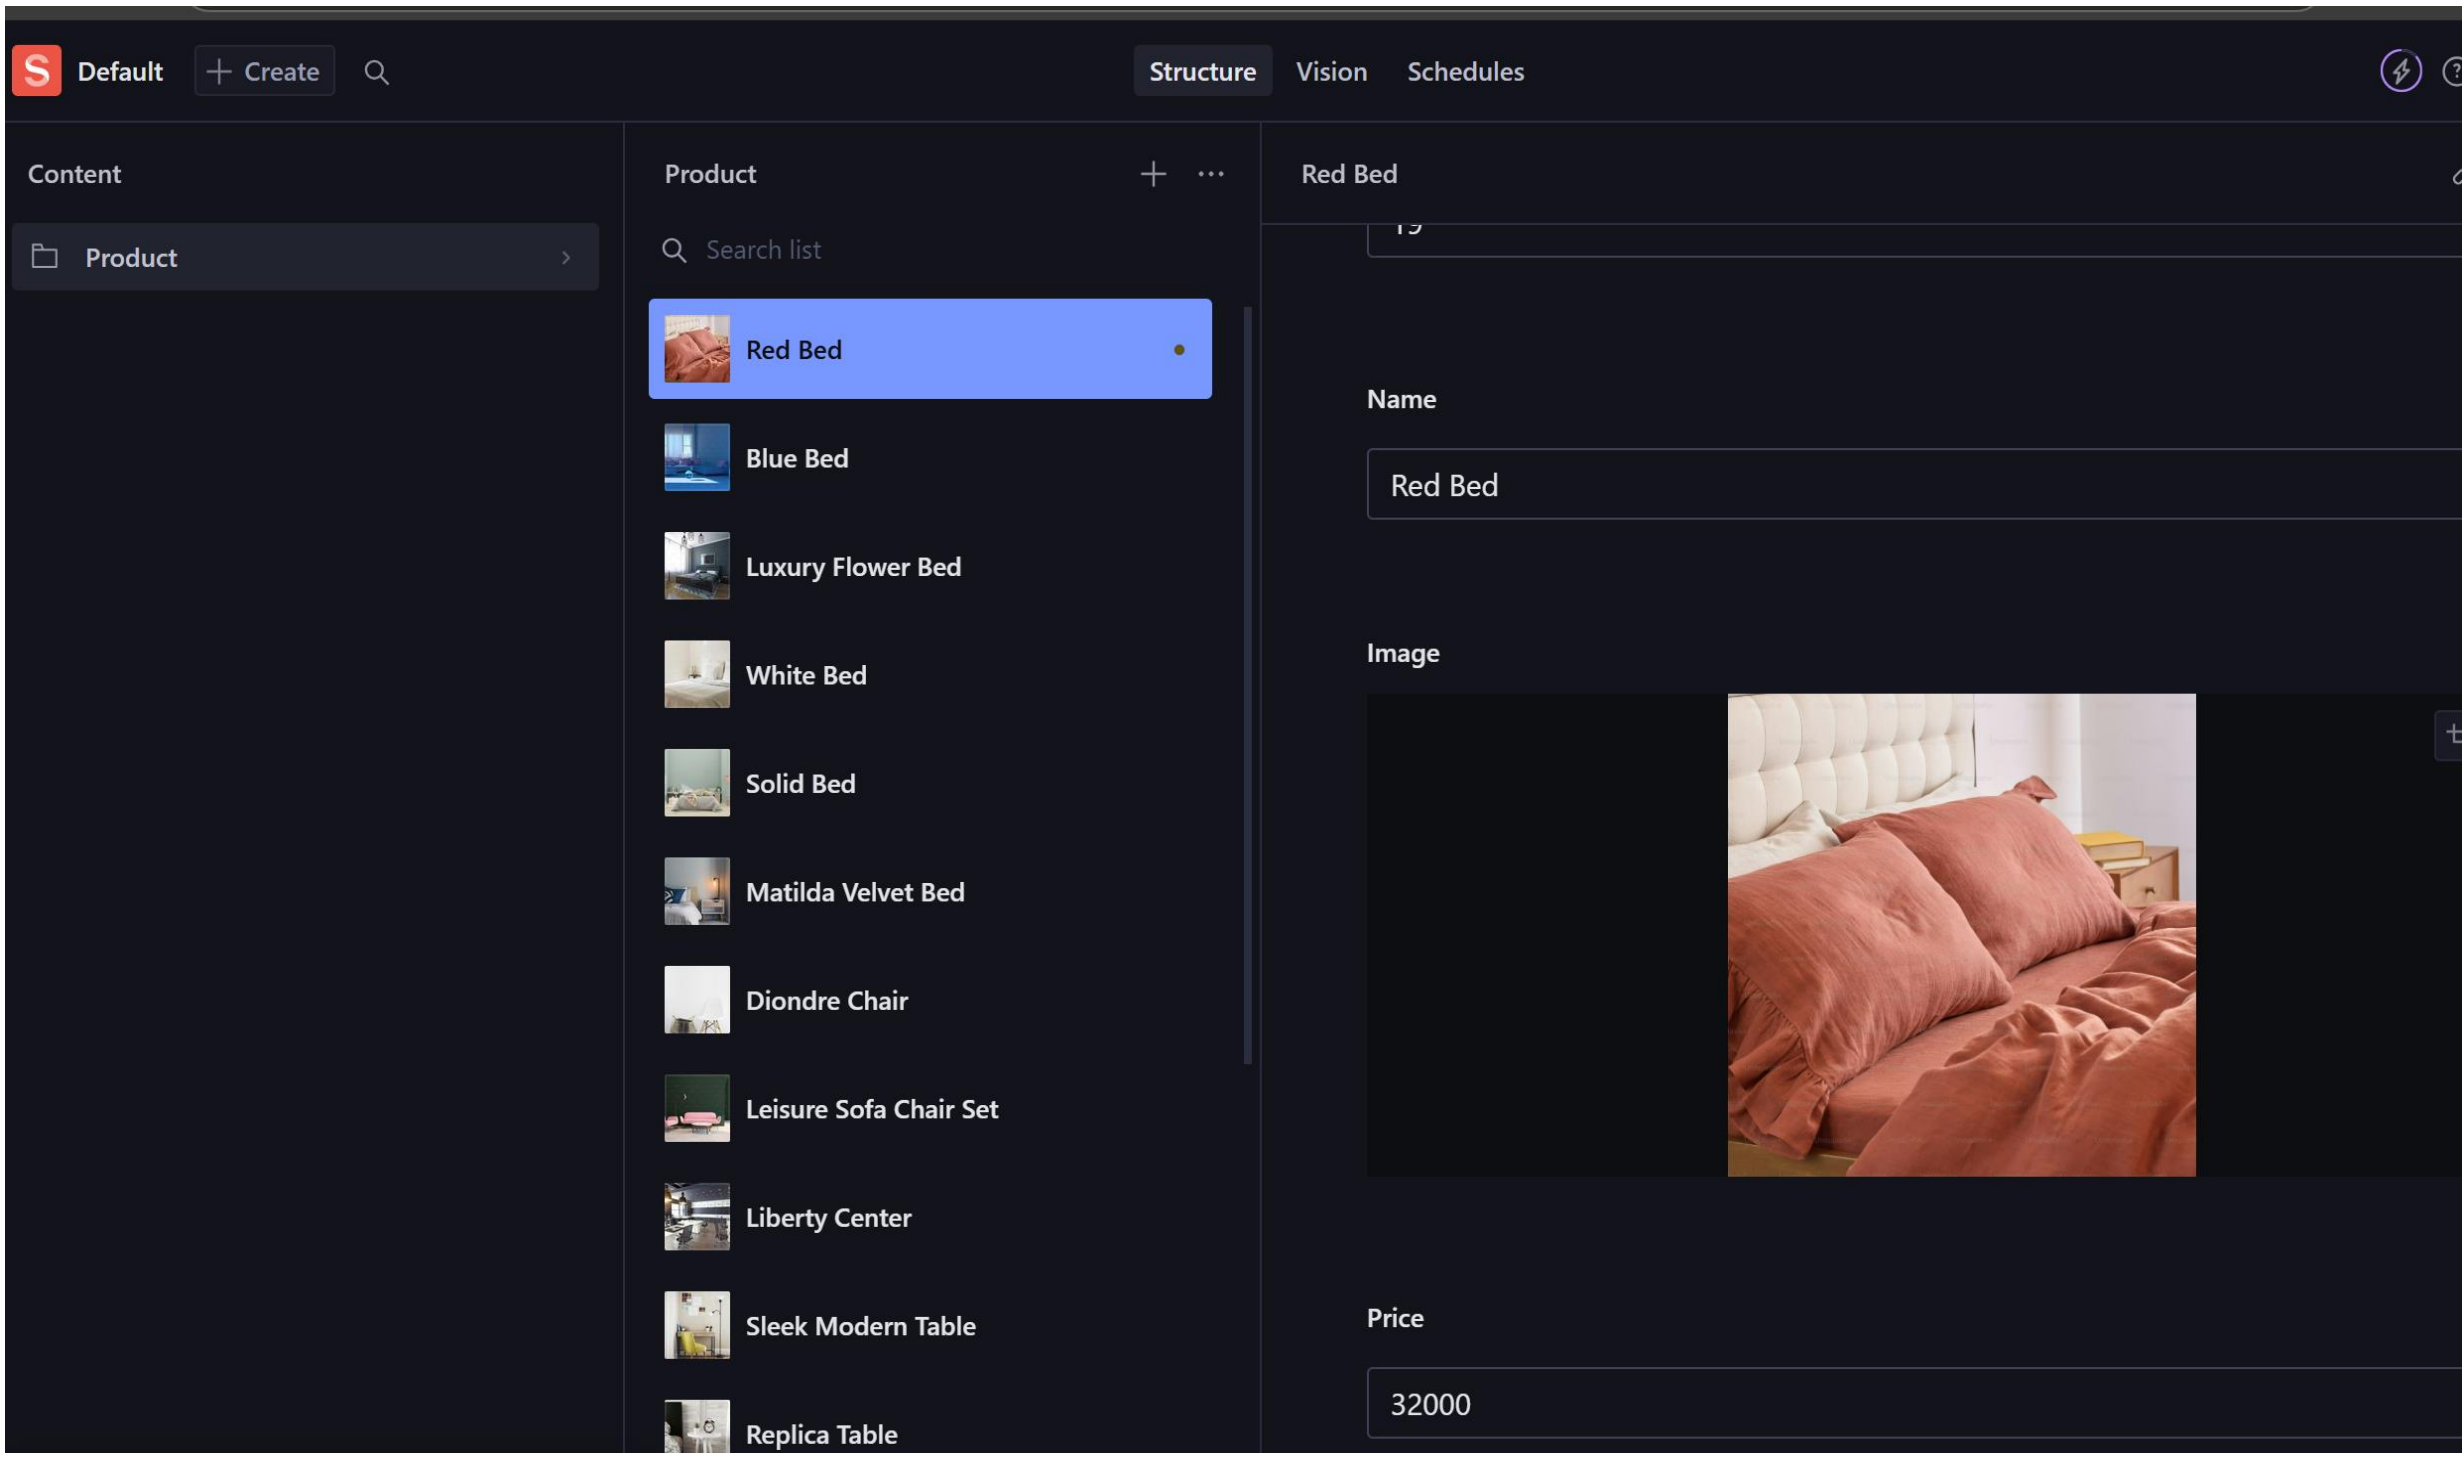 S Default + Create
Structure Vision Schedules
Content
Product
Product
Search list
Red Bed
Blue Bed
Luxury Flower Bed
White Bed
Solid Bed
Matilda Velvet Bed
Diondre Chair
Leisure Sofa Chair Set
Liberty Center
Sleek Modern Table
Replica Table
Red Bed
19
Name
Red Bed
Image
Price
32000